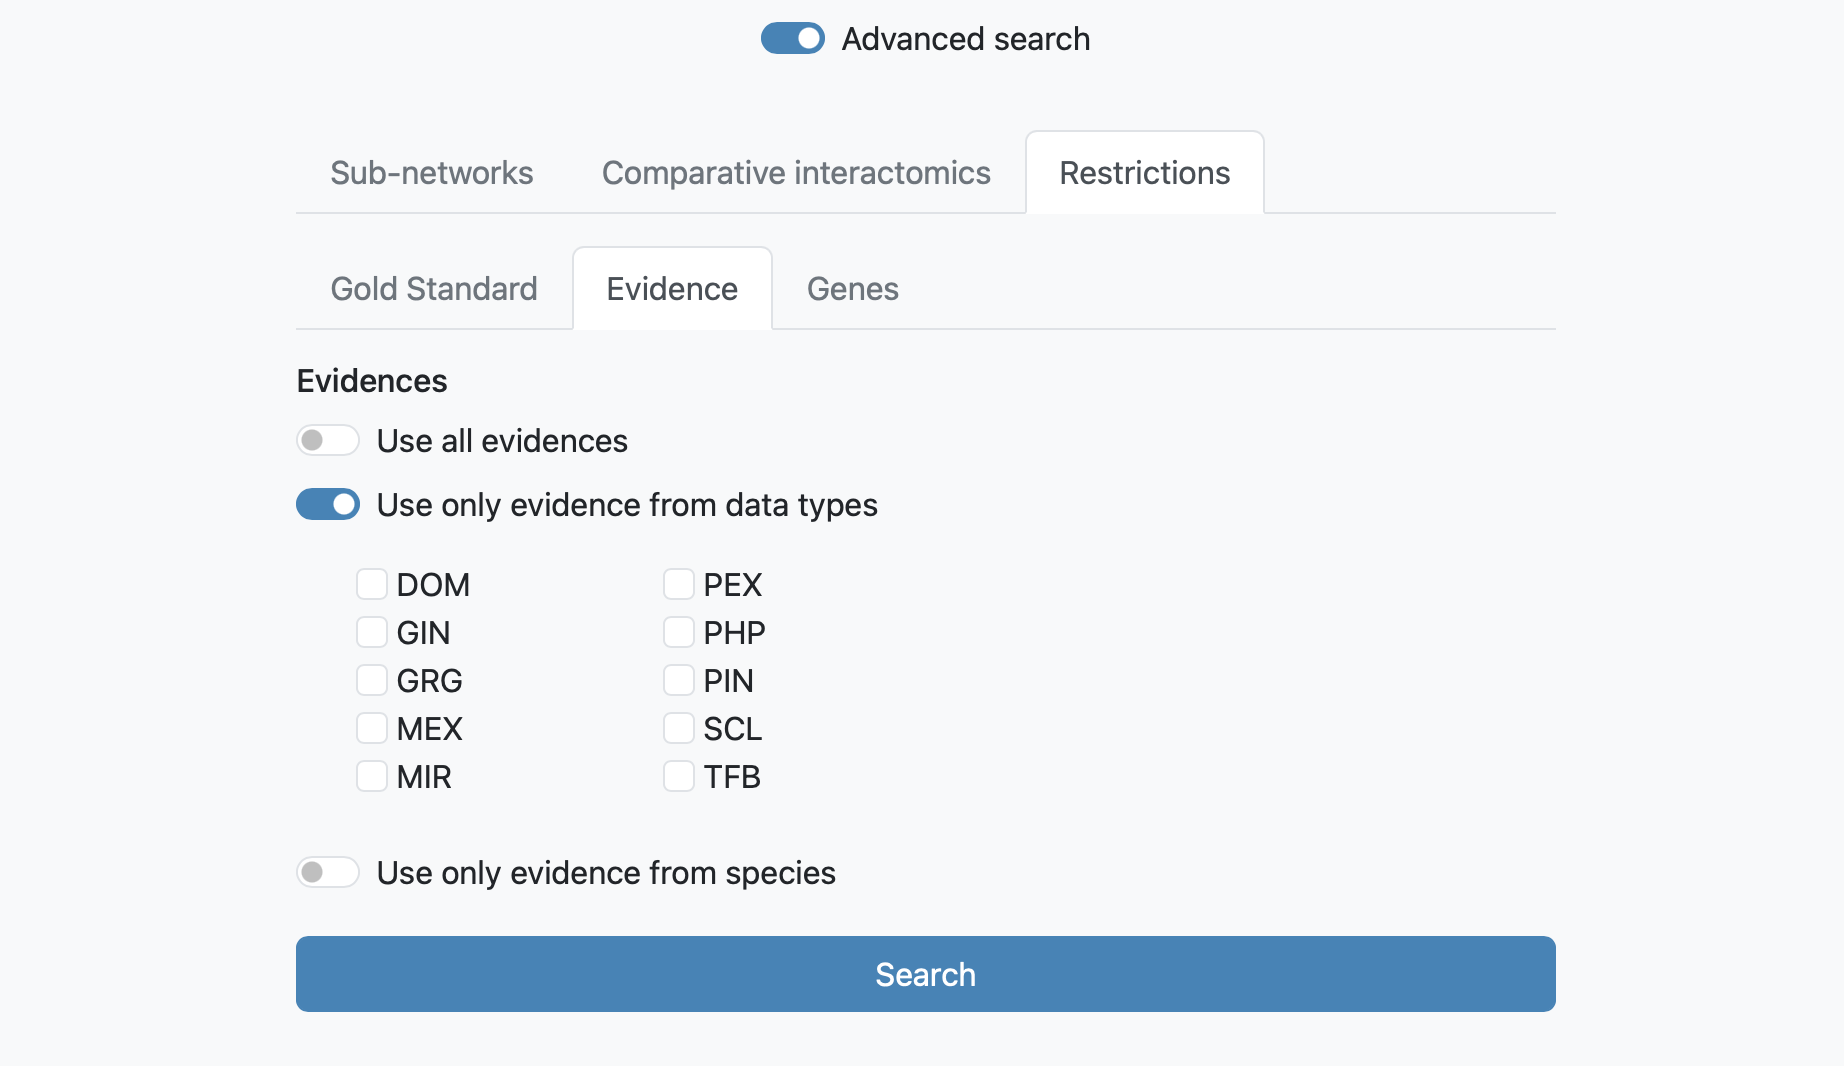 Advanced search
Sub-networks Comparative interactomics Restrictions
Gold Standard Evidence Genes
Evidences
Use all evidences
Use only evidence from data types
DOM PEX
GIN PHP
GRG PIN
MEX SCL
MIR TFB
Use only evidence from species
Search